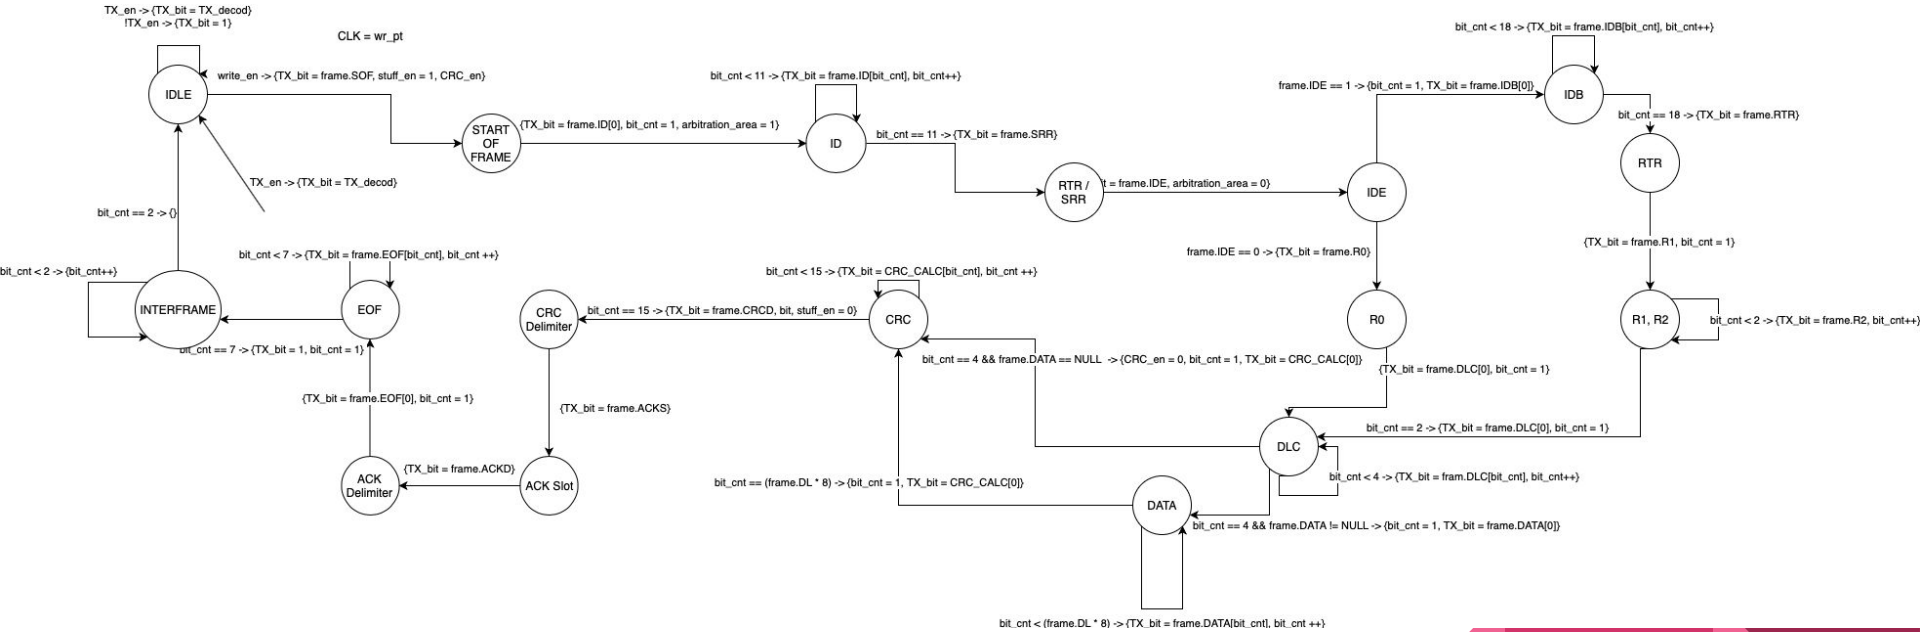 TX_en ->{TX_bit = TX_decod}
!TX_en ->{TX_bit = 1}
CLK = wr_pt
bit_cnt < 18 ->{TX_bit = frame.IDB[bit_cnt], bit_cnt++}
IDLE
write_en ->{TX_bit = frame.SOF, stuff_en = 1, CRC_en}
bit_cnt < 11 ->{TX_bit = frame.ID[bit_cnt], bit_cnt++}
frame.IDE == 1 ->{bit_cnt = 1, TX_bit = frame.IDB[0]}
IDB
bit_cnt == 18 ->{TX_bit = frame.RTR}
START
OF
FRAME
{TX_bit = frame.ID[0], bit_cnt = 1, arbitration_area = 1}
ID
bit_cnt == 11 ->{TX_bit = frame.SRR}
RTR
TX_en ->{TX_bit = TX_decod}
RTR /
SRR
t = frame.IDE, arbitration_area = 0}
IDE
bit_cnt == 2 ->{}
{TX_bit = frame.R1, bit_cnt = 1}
bit_cnt < 7 ->{TX_bit = frame.EOF[bit_cnt], bit_cnt ++}
frame.IDE == 0 ->{TX_bit = frame.R0}
bit_cnt < 2 ->{bit_cnt++}
bit_cnt < 15 ->{TX_bit = CRC_CALC[bit_cnt], bit_cnt ++}
INTERFRAME
EOF
CRC
Delimiter
bit_cnt == 15 ->{TX_bit = frame.CRCD, bit, stuff_en = 0}
CRC
R0
R1, R2
bit_cnt < 2 ->{TX_bit = frame.R2, bit_cnt++}
bit_cnt == 7 ->{TX_bit = 1, bit_cnt = 1}
bit_cnt == 4 && frame.DATA == NULL ->{CRC_en = 0, bit_cnt = 1, TX_bit = CRC_CALC[0]}
{TX_bit = frame.DLC[0], bit_cnt = 1}
{TX_bit = frame.EOF[0], bit_cnt = 1}
{TX_bit = frame.ACKS}
bit_cnt == 2 ->{TX_bit = frame.DLC[0], bit_cnt = 1}
DLC
ACK
Delimiter
{TX_bit = frame.ACKD}
ACK Slot
bit_cnt == (frame.DL * 8) ->{bit_cnt = 1, TX_bit = CRC_CALC[0]}
bit_cnt < 4 ->{TX_bit = fram.DLC[bit_cnt], bit_cnt++}
DATA
bit_cnt == 4 && frame.DATA != NULL ->{bit_cnt = 1, TX_bit = frame.DATA[0]}
bit_cnt < (frame.DL * 8) ->{TX_bit = frame.DATA[bit_cnt], bit_cnt ++}